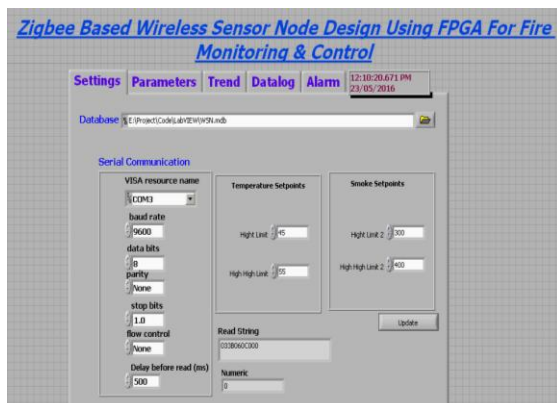 Zigbee Based Wireless Sensor Node Design Using FPGA For Fire
Monitoring & Control
Settings Parameters Trend Datalog Alarm 12:10:20.671 PM
23/05/2016
Database E:\Project\Code\LabVIEW\WSN.mdb
Serial Communication
VISA resource name
COM3
baud rate
9600
data bits
8
parity
None
stop bits
1.0
flow control
None
Delay before read (ms)
500
Temperature Setpoints
Hight Limit 45
High High Limit 55
Smoke Setpoints
Hight Limit 2 300
High High Limit 2 400
Update
Read String
033B060C000
Numeric
0